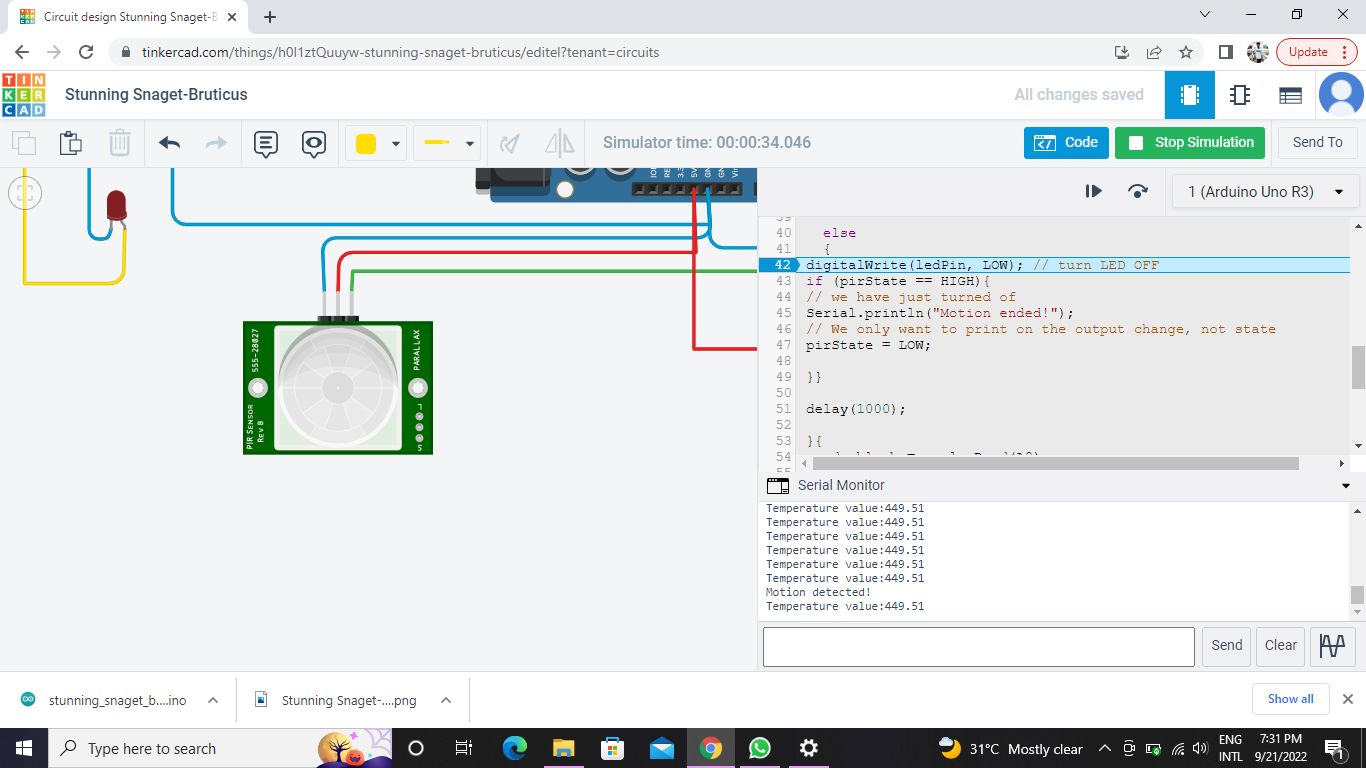 Circuit design Stunning Snaget-B
tinkercad.com/things/h0I1ztQuuyw-stunning-snaget-bruticus/editel?tenant=circuits
Update
TIN
KER
CAD
Stunning Snaget-Bruticus
All changes saved
Simulator time: 00:00:34.046
Code
Stop Simulation
Send To
1 (Arduino Uno R3)
5V
GND
Vin
555-28027
PARALLAX
PIR SENSOR
Rev B
39
40 else
41 {
42 digitalWrite(ledPin, LOW); // turn LED OFF
43 if (pirState == HIGH){
44 // we have just turned of
45 Serial.println("Motion ended!");
46 // We only want to print on the output change, not state
47 pirState = LOW;
48
49 }}
50
51 delay(1000);
52
53 }{
54
55
Serial Monitor
Temperature value:449.51
Temperature value:449.51
Temperature value:449.51
Temperature value:449.51
Temperature value:449.51
Temperature value:449.51
Motion detected!
Temperature value:449.51
Send
Clear
stunning_snaget_b....ino
Stunning Snaget-....png
Show all
Type here to search
31°C Mostly clear
ENG
INTL
7:31 PM
9/21/2022
1